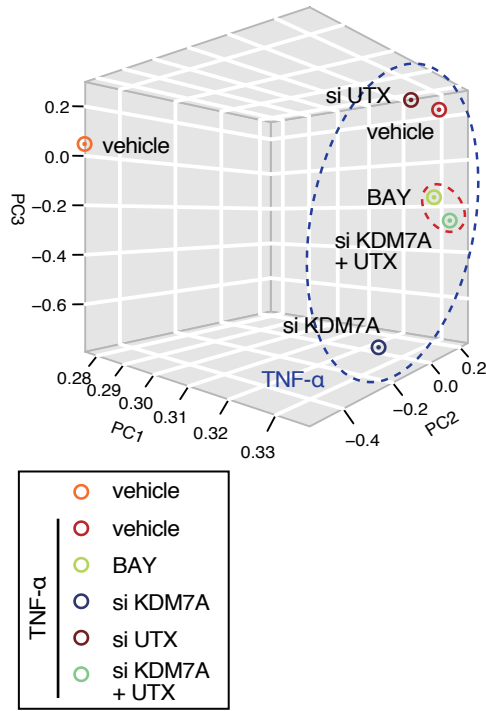 0.2
0.0
−0.2
−0.4
−0.6
PC3
vehicle
si UTX
vehicle
BAY
si KDM7A
+ UTX
si KDM7A
TNF-α
0.28
0.29
0.30
0.31
0.32
0.33
PC1
−0.4
−0.2
0.0
0.2
PC2
vehicle
vehicle
BAY
si KDM7A
si UTX
si KDM7A
+ UTX
TNF-α